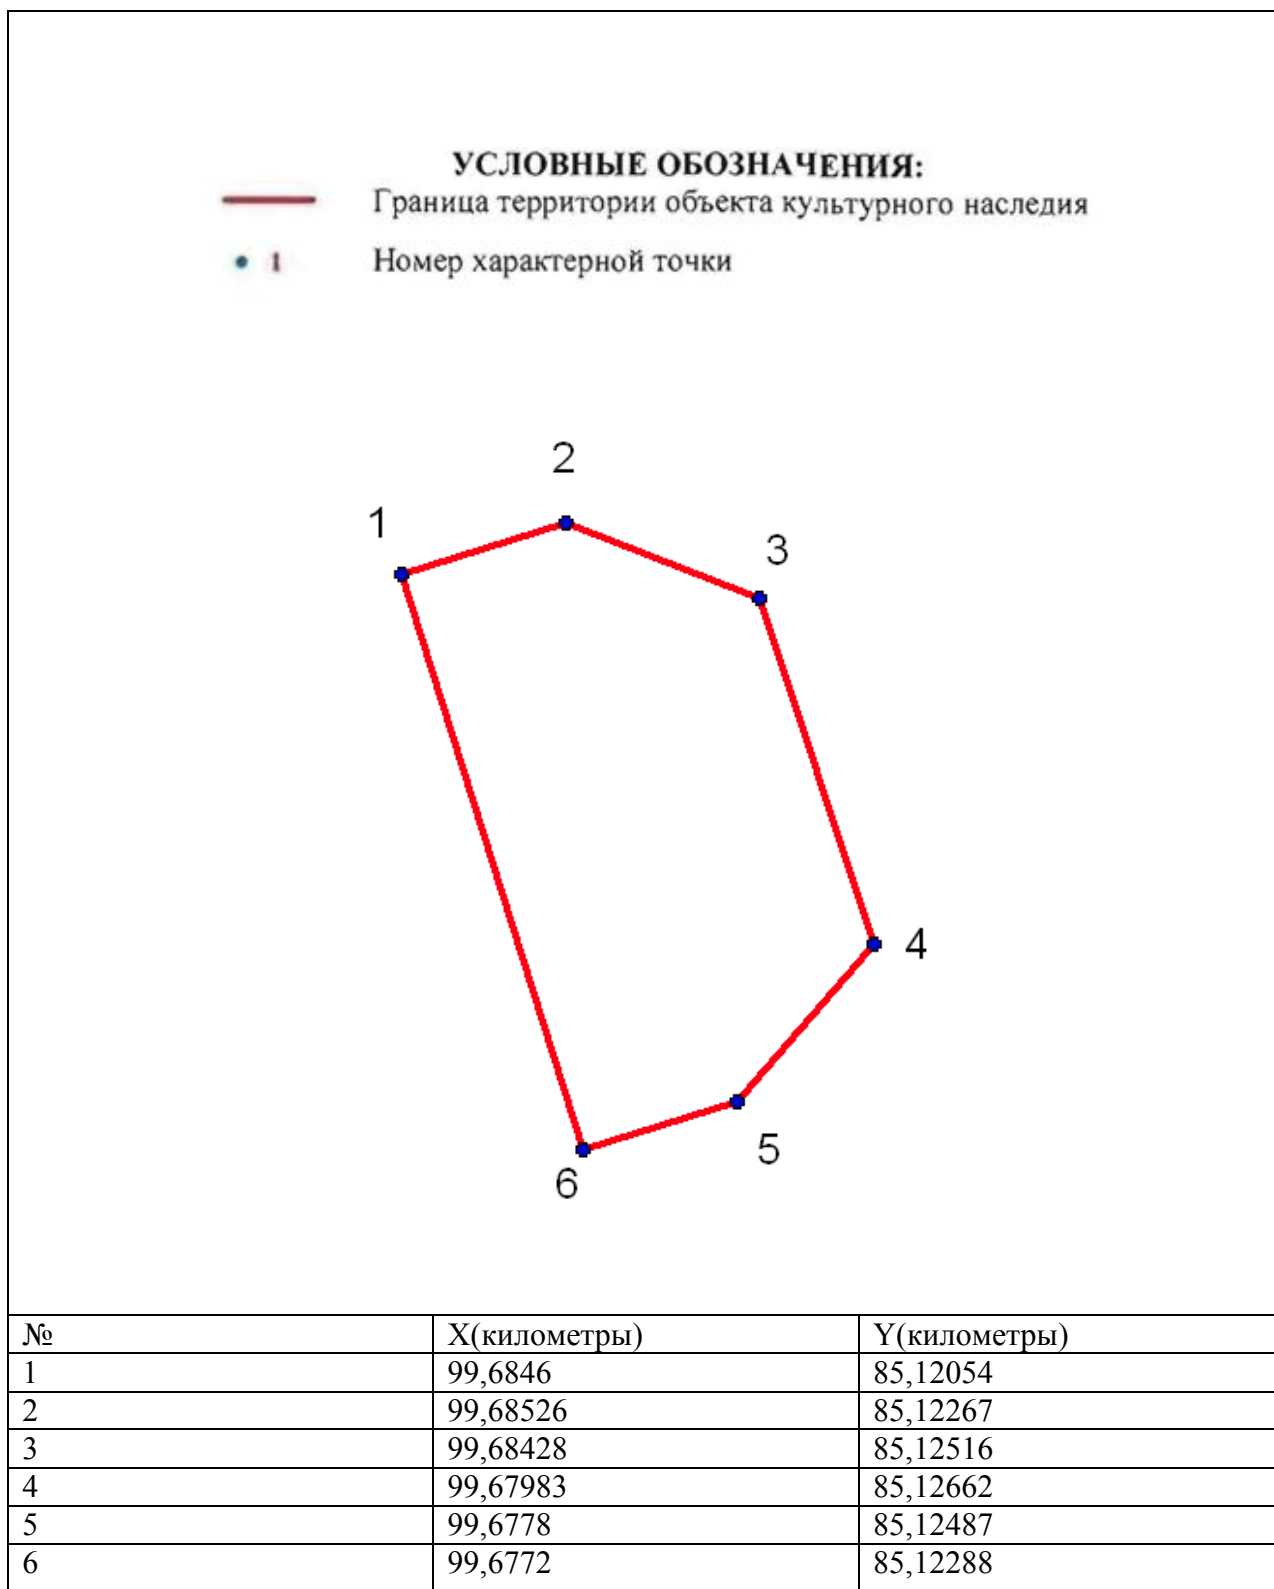 УСЛОВНЫЕ ОБОЗНАЧЕНИЯ:
Граница территории объекта культурного наследия
1 Номер характерной точки
2
1
3
4
5
6
№ X(километры) Y(километры)
1 99,6846 85,12054
2 99,68526 85,12267
3 99,68428 85,12516
4 99,67983 85,12662
5 99,6778 85,12487
6 99,6772 85,12288